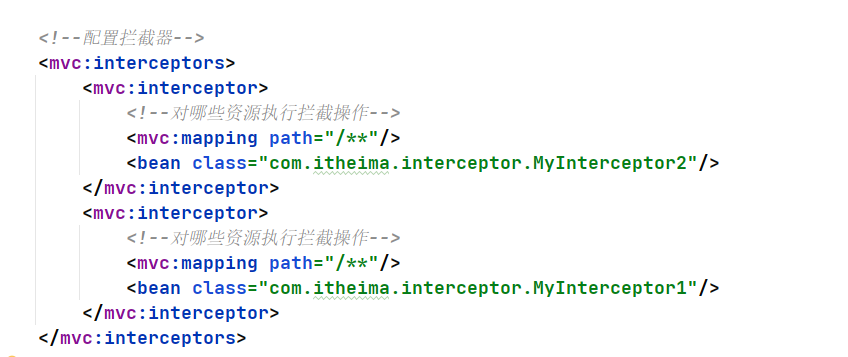 <!--配置拦截器-->
<mvc:interceptors>
    <mvc:interceptor>
        <!--对哪些资源执行拦截操作-->
        <mvc:mapping path="/**"/>
        <bean class="com.itheima.interceptor.MyInterceptor2"/>
    </mvc:interceptor>
    <mvc:interceptor>
        <!--对哪些资源执行拦截操作-->
        <mvc:mapping path="/**"/>
        <bean class="com.itheima.interceptor.MyInterceptor1"/>
    </mvc:interceptor>
</mvc:interceptors>